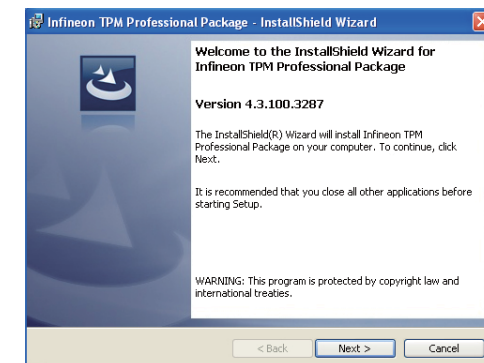 Infineon TPM Professional Package - InstallShield Wizard
Welcome to the InstallShield Wizard for
Infineon TPM Professional Package
Version 4.3.100.3287
The InstallShield(R) Wizard will install Infineon TPM
Professional Package on your computer. To continue, click
Next.
It is recommended that you close all other applications before
starting Setup.
WARNING: This program is protected by copyright law and
international treaties.
< Back
Next >
Cancel